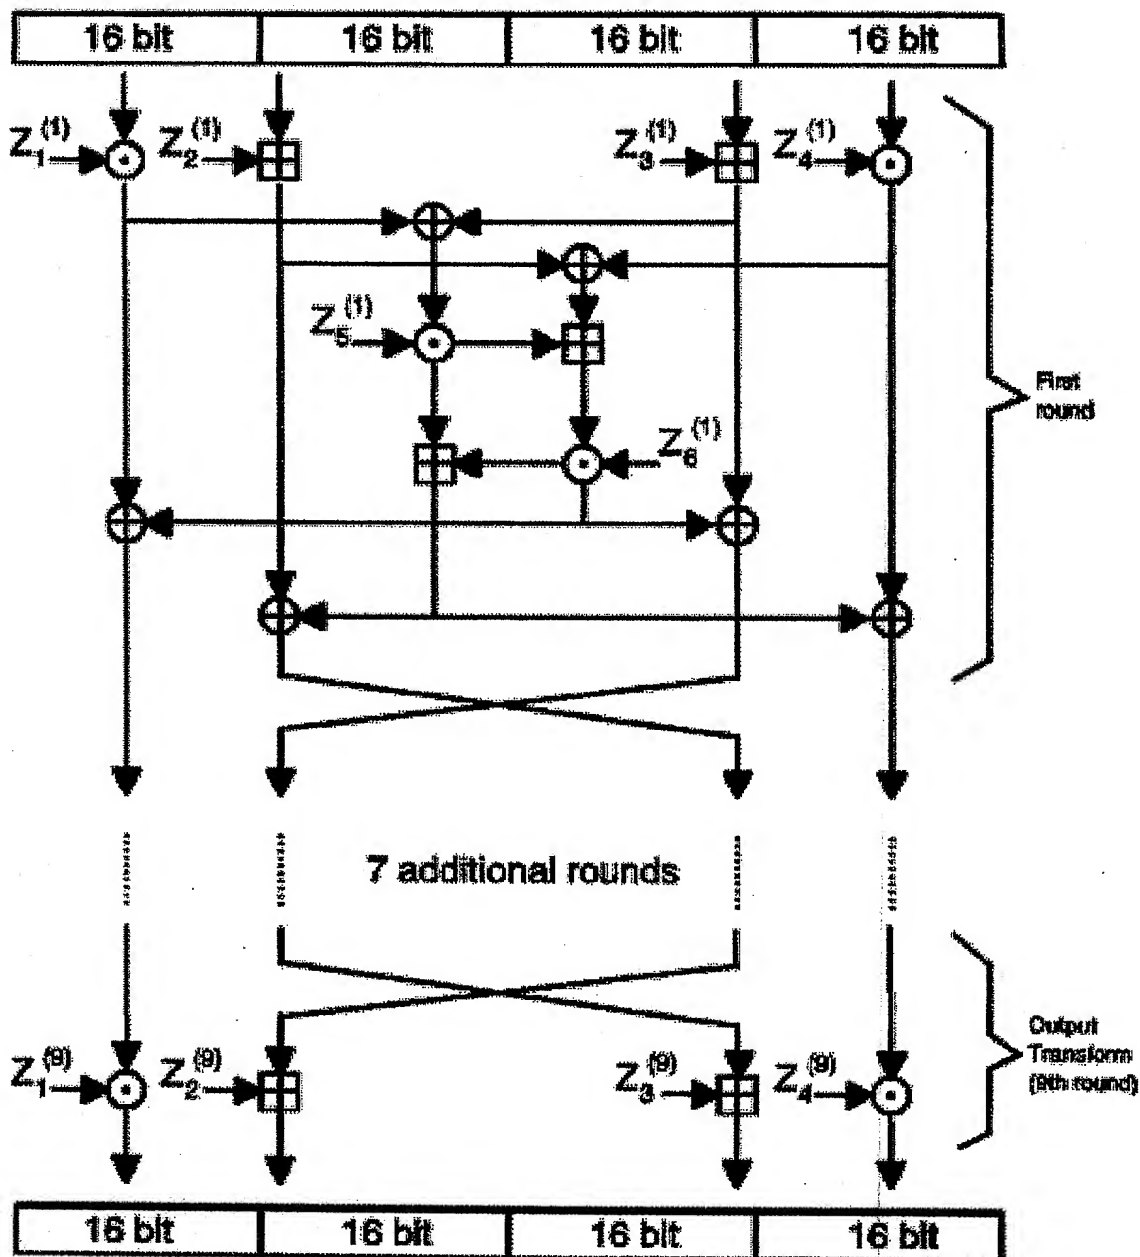 16 bit 16 bit 16 bit 16 bit
Z₁⁽¹⁾ Z₂⁽¹⁾ Z₃⁽¹⁾ Z₄⁽¹⁾
Z₅⁽¹⁾
First
round
Z₆⁽¹⁾
7 additional rounds
Output
Transform
(9th round)
Z₁⁽⁹⁾ Z₂⁽⁹⁾ Z₃⁽⁹⁾ Z₄⁽⁹⁾
16 bit 16 bit 16 bit 16 bit